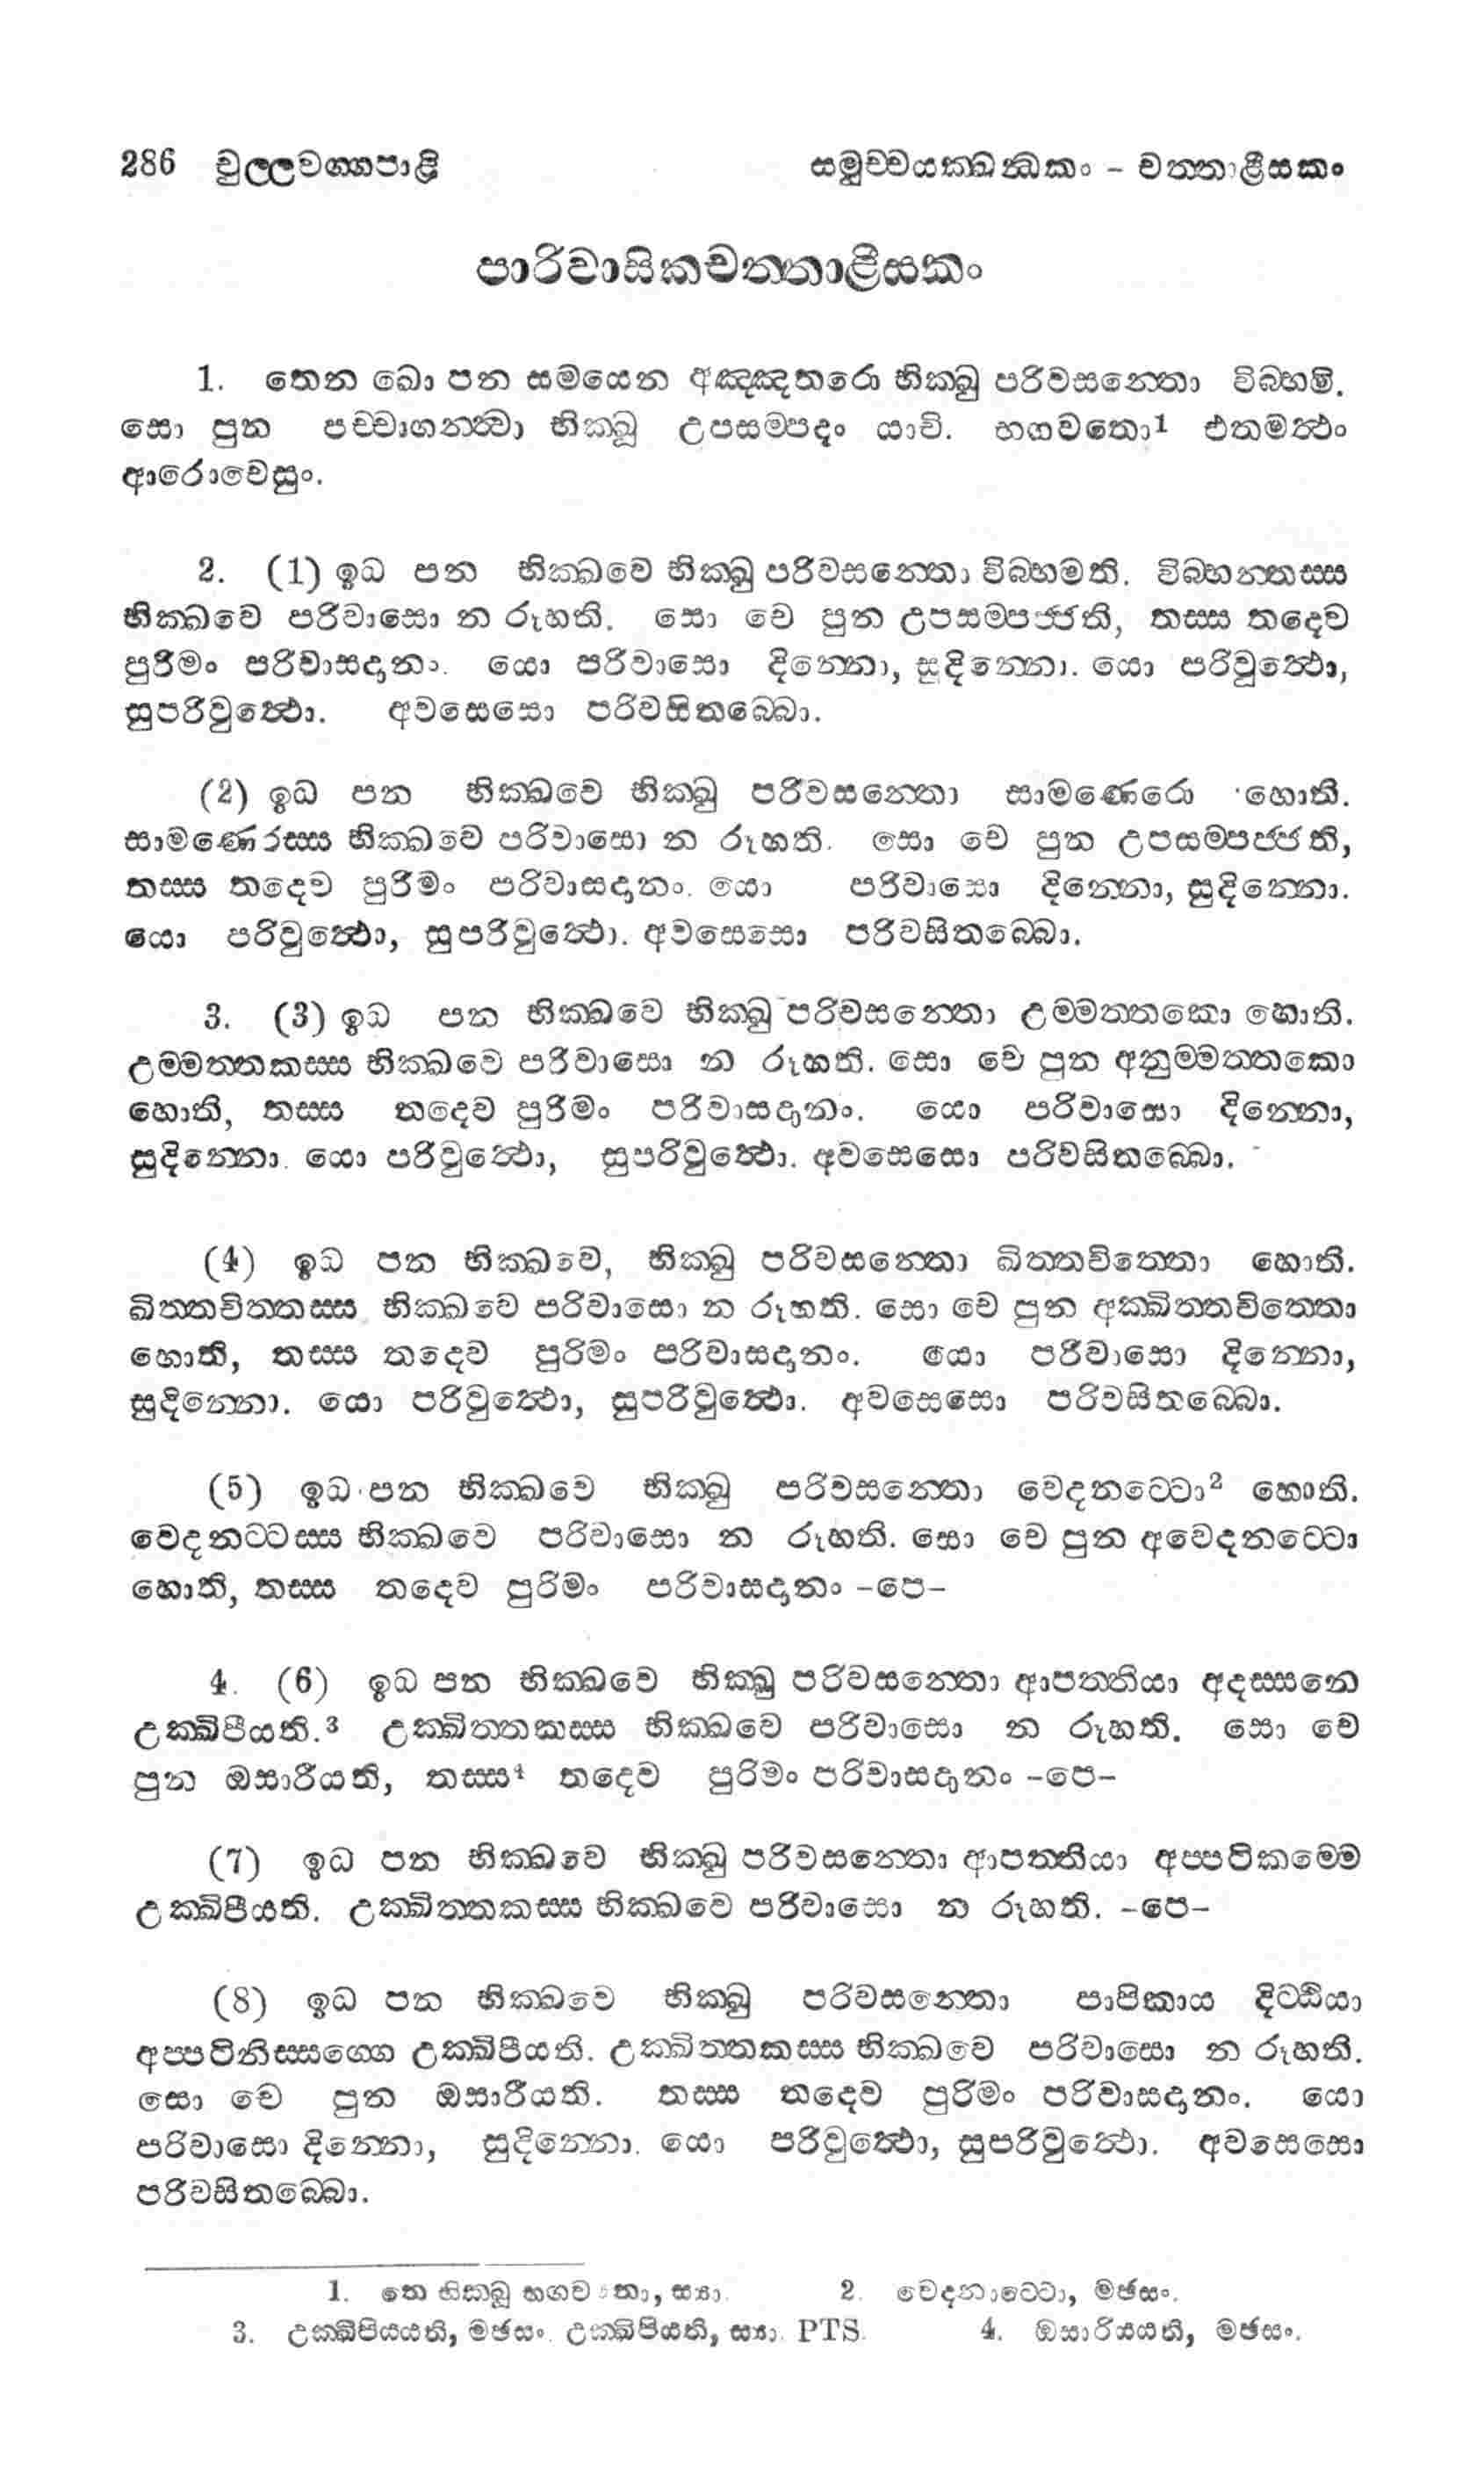 286 චුල්ලවග්ගපාළි සමුච්චයක්ඛන්ධකං - චත්තාළීසකං
පාරිවාසිකචත්තාළීසකං
1. තෙන ඛො පන සමයෙන අඤ්ඤතරො භික්ඛු පරිවසන්තො විබ්භමි.
සො පුන පච්චාගන්ත්වා භික්ඛූ උපසම්පදං යාචි. භගවතො1 එතමත්ථං
ආරොචෙසුං.
2. (1) ඉධ පන භික්ඛවෙ භික්ඛු පරිවසන්තො විබ්භමති. විබ්භන්තස්ස
භික්ඛවෙ පරිවාසො න රූහති. සො චෙ පුන උපසම්පජ්ජති, තස්ස තදෙව
පුරිමං පරිවාසදානං. යො පරිවාසො දින්නො, සුදින්නො. යො පරිවුත්ථො,
සුපරිවුත්ථො. අවසෙසො පරිවසිතබ්බො.
(2) ඉධ පන භික්ඛවෙ භික්ඛු පරිවසන්තො සාමණෙරො හොති.
සාමණෙරස්ස භික්ඛවෙ පරිවාසො න රූහති. සො චෙ පුන උපසම්පජ්ජති,
තස්ස තදෙව පුරිමං පරිවාසදානං. යො පරිවාසො දින්නො, සුදින්නො.
යො පරිවුත්ථො, සුපරිවුත්ථො. අවසෙසො පරිවසිතබ්බො.
3. (3) ඉධ පන භික්ඛවෙ භික්ඛු පරිවසන්තො උම්මත්තකො හොති.
උම්මත්තකස්ස භික්ඛවෙ පරිවාසො න රූහති. සො චෙ පුන අනුම්මත්තකො
හොති, තස්ස තදෙව පුරිමං පරිවාසදානං. යො පරිවාසො දින්නො,
සුදින්නො. යො පරිවුත්ථො, සුපරිවුත්ථො. අවසෙසො පරිවසිතබ්බො.
(4) ඉධ පන භික්ඛවෙ, භික්ඛු පරිවසන්තො ඛිත්තචිත්තො හොති.
ඛිත්තචිත්තස්ස භික්ඛවෙ පරිවාසො න රූහති. සො චෙ පුන අක්ඛිත්තචිත්තො
හොති, තස්ස තදෙව පුරිමං පරිවාසදානං. යො පරිවාසො දින්නො,
සුදින්නො. යො පරිවුත්ථො, සුපරිවුත්ථො. අවසෙසො පරිවසිතබ්බො.
(5) ඉධ පන භික්ඛවෙ භික්ඛු පරිවසන්තො වෙදනට්ටො2 හොති.
වෙදනට්ටස්ස භික්ඛවෙ පරිවාසො න රූහති. සො චෙ පුන අවෙදනට්ටො
හොති, තස්ස තදෙව පුරිමං පරිවාසදානං -පෙ-
4. (6) ඉධ පන භික්ඛවෙ භික්ඛු පරිවසන්තො ආපත්තියා අදස්සනෙ
උක්ඛිපීයති.3 උක්ඛිත්තකස්ස භික්ඛවෙ පරිවාසො න රූහති. සො චෙ
පුන ඔසාරීයති, තස්ස4 තදෙව පුරිමං පරිවාසදානං -පෙ-
(7) ඉධ පන භික්ඛවෙ භික්ඛු පරිවසන්තො ආපත්තියා අප්පටිකම්මෙ
උක්ඛිපීයති. උක්ඛිත්තකස්ස භික්ඛවෙ පරිවාසො න රූහති. -පෙ-
(8) ඉධ පන භික්ඛවෙ භික්ඛු පරිවසන්තො පාපිකාය දිට්ඨියා
අප්පටිනිස්සග්ගෙ උක්ඛිපීයති. උක්ඛිත්තකස්ස භික්ඛවෙ පරිවාසො න රූහති.
සො චෙ පුන ඔසාරීයති. තස්ස තදෙව පුරිමං පරිවාසදානං. යො
පරිවාසො දින්නො, සුදින්නො. යො පරිවුත්ථො, සුපරිවුත්ථො. අවසෙසො
පරිවසිතබ්බො.
1. තෙ භික්ඛූ භගවතො, ස්‍යා. 2. වෙදනාට්ටො, මඡසං.
3. උක්ඛිපියයති, මඡසං. උක්ඛිපියති, ස්‍යා. PTS. 4. ඔසාරියයති, මඡසං.